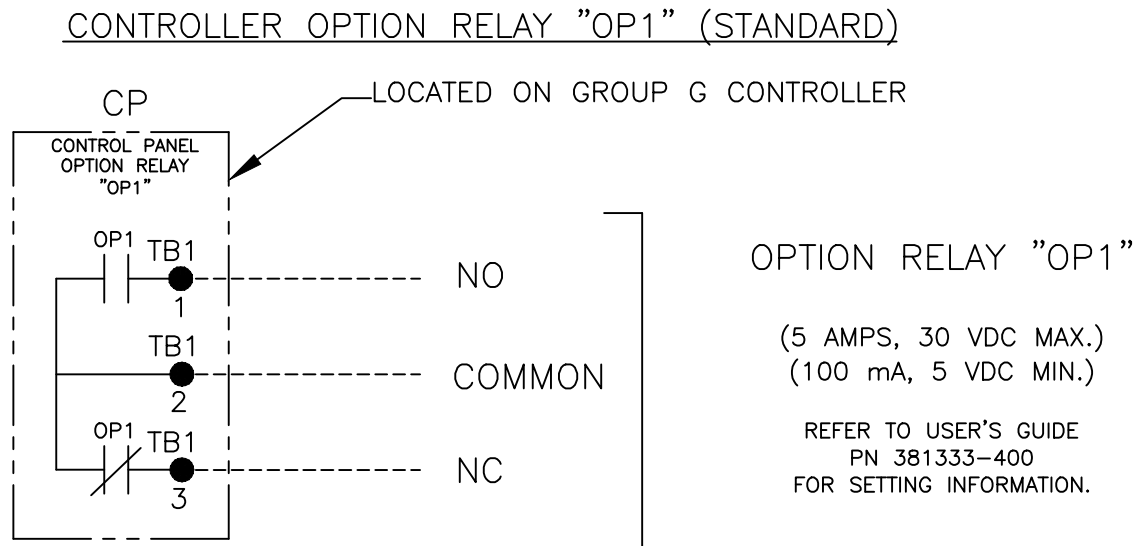 CONTROLLER OPTION RELAY "OP1" (STANDARD)
LOCATED ON GROUP G CONTROLLER
CP
CONTROL PANEL
OPTION RELAY
"OP1"
OP1
TB1
1
NO
TB1
2
COMMON
OP1
TB1
3
NC
OPTION RELAY "OP1"
(5 AMPS, 30 VDC MAX.)
(100 mA, 5 VDC MIN.)
REFER TO USER'S GUIDE
PN 381333-400
FOR SETTING INFORMATION.